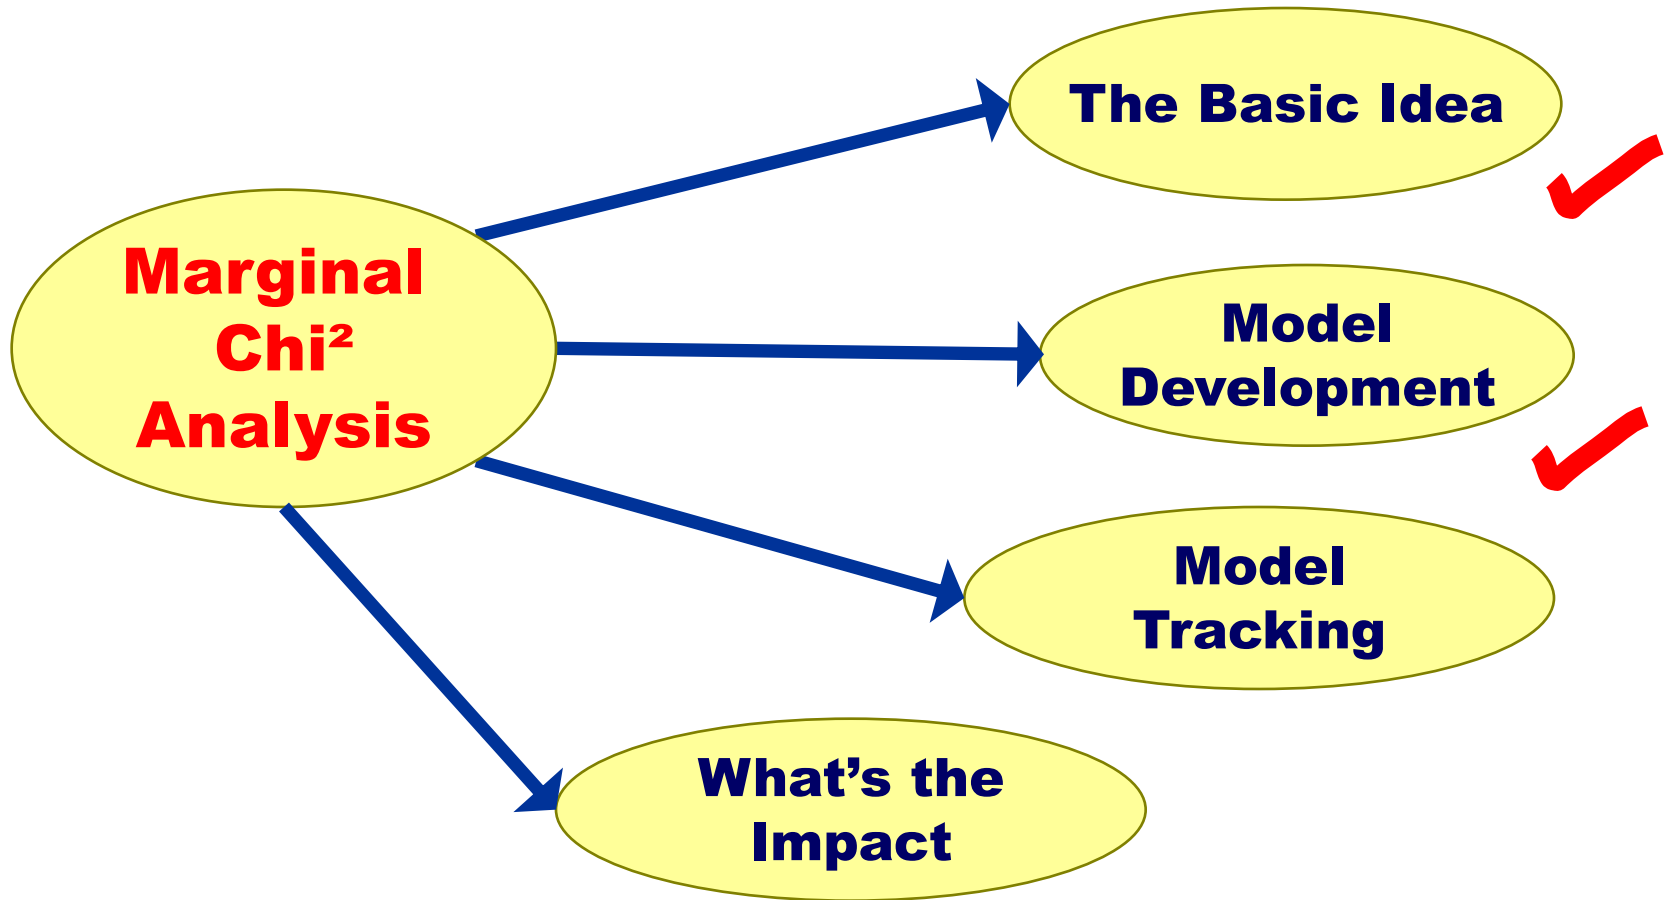 Marginal
Chi²
Analysis
The Basic Idea
Model
Development
Model
Tracking
What’s the
Impact